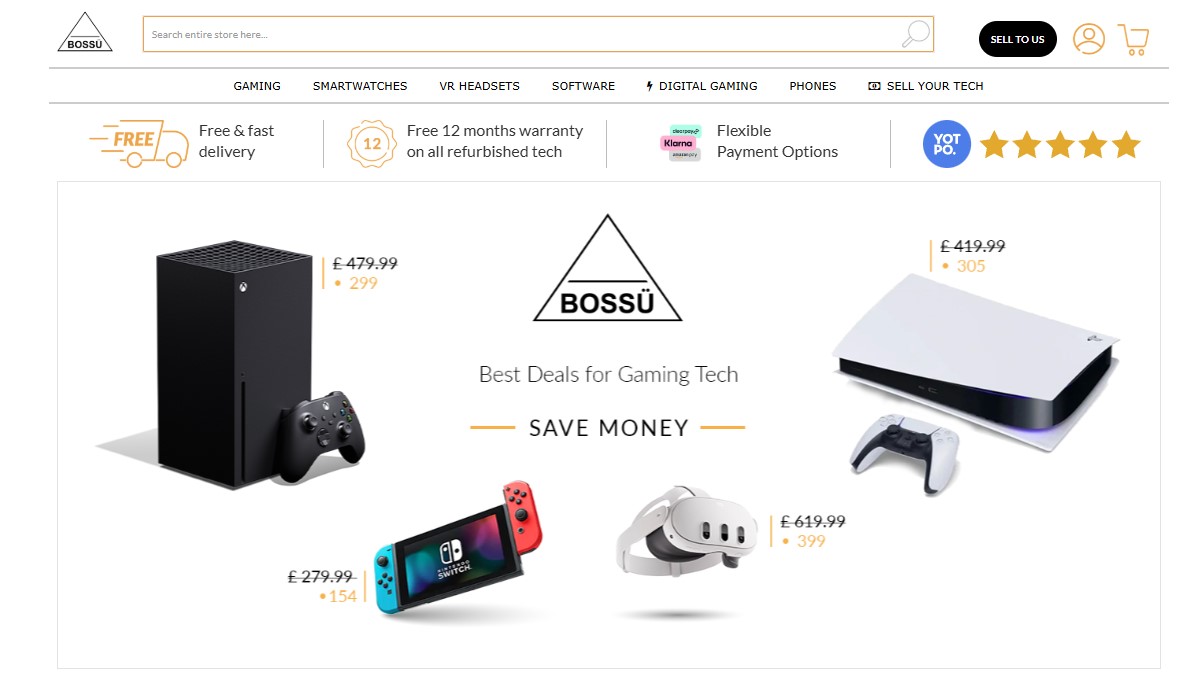 BOSSÜ
Search entire store here...
SELL TO US
GAMING
SMARTWATCHES
VR HEADSETS
SOFTWARE
DIGITAL GAMING
PHONES
SELL YOUR TECH
FREE
Free & fast
delivery
12
Free 12 months warranty
on all refurbished tech
clearpay
Klarna.
Flexible
Payment Options
YOT
PO.
£ 479.99
• 299
BOSSÜ
£ 419.99
• 305
Best Deals for Gaming Tech
SAVE MONEY
£ 279.99
•154
NINTENDO
SWITCH
£ 619.99
• 399